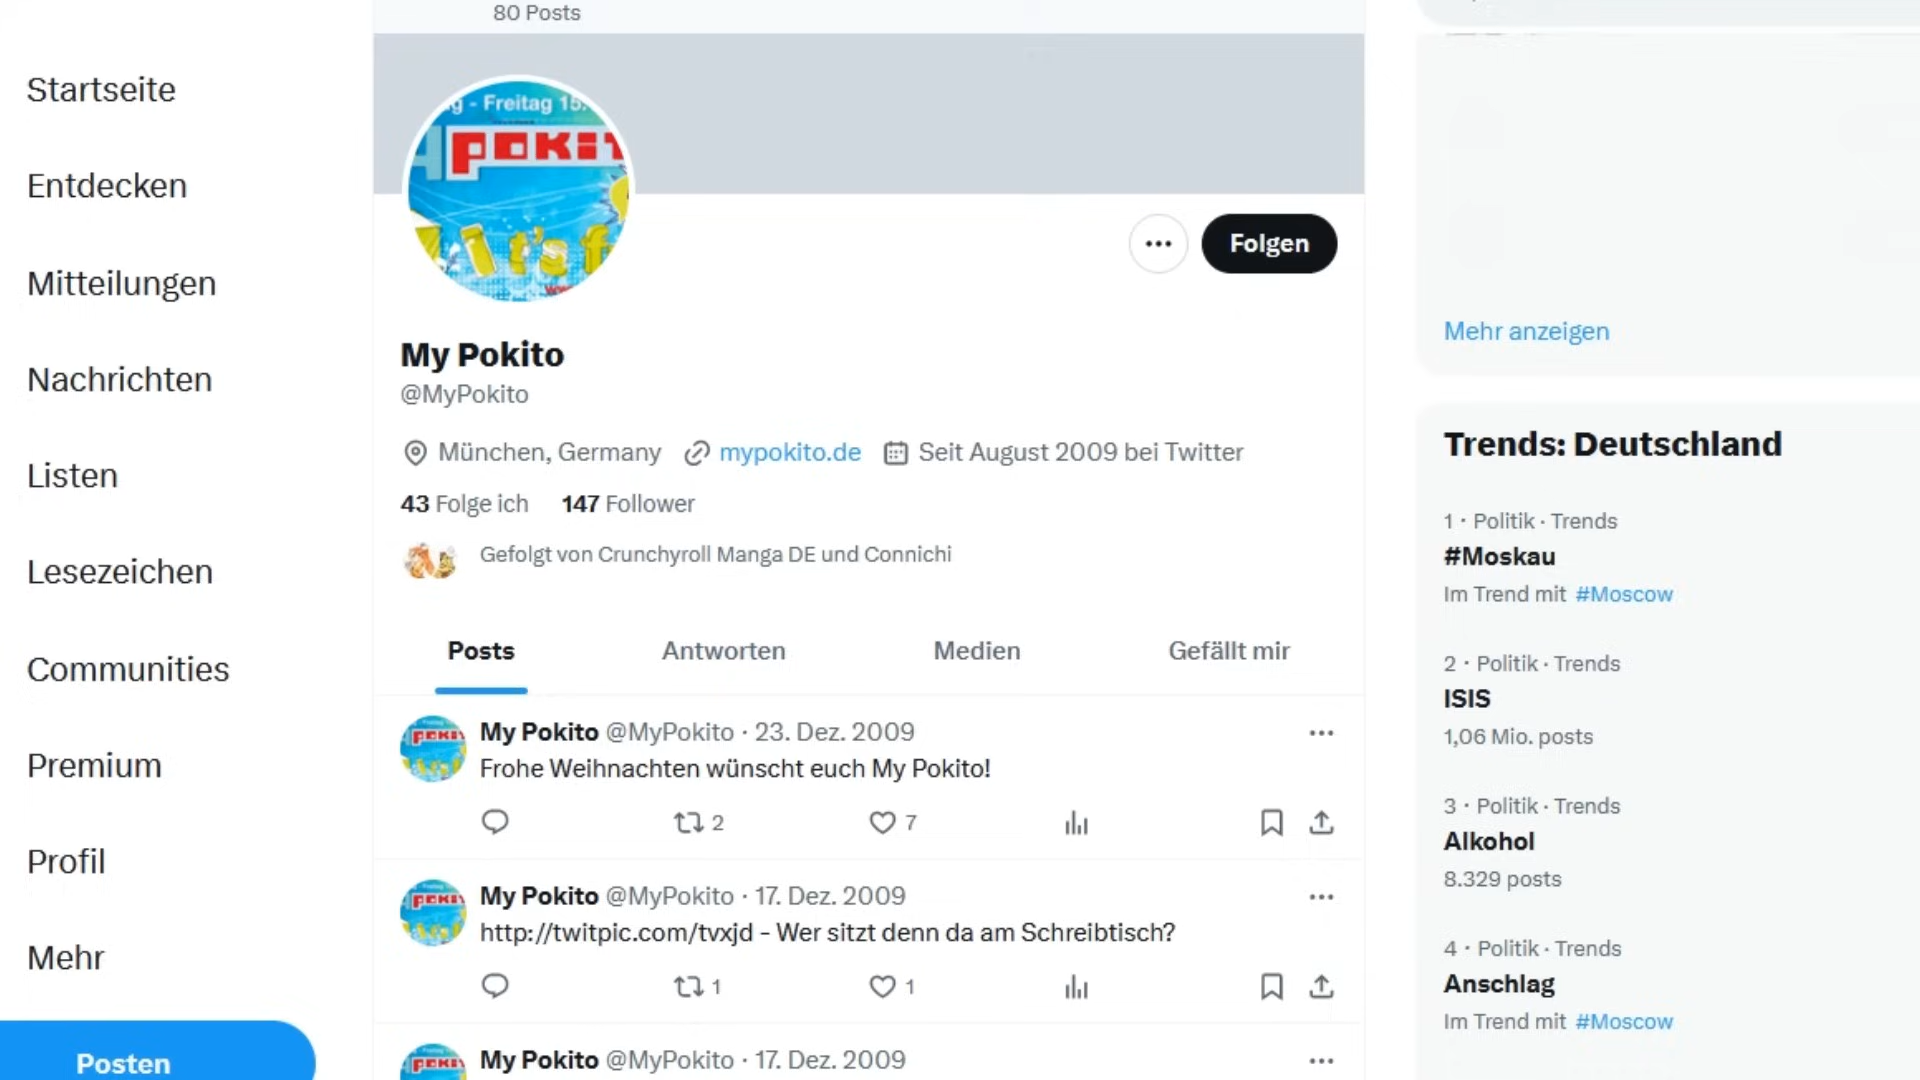 80 Posts
Startseite
Entdecken
Mitteilungen
Nachrichten
Listen
Lesezeichen
Communities
Premium
Profil
Mehr
Posten
g - Freitag 15.
POKIT
It's f
Folgen
My Pokito
@MyPokito
München, Germany mypokito.de Seit August 2009 bei Twitter
43 Folge ich 147 Follower
Gefolgt von Crunchyroll Manga DE und Connichi
Posts Antworten Medien Gefällt mir
My Pokito @MyPokito · 23. Dez. 2009
Frohe Weihnachten wünscht euch My Pokito!
2 7
My Pokito @MyPokito · 17. Dez. 2009
http://twitpic.com/tvxjd - Wer sitzt denn da am Schreibtisch?
1 1
My Pokito @MyPokito · 17. Dez. 2009
Mehr anzeigen
Trends: Deutschland
1 · Politik · Trends
#Moskau
Im Trend mit #Moscow
2 · Politik · Trends
ISIS
1,06 Mio. posts
3 · Politik · Trends
Alkohol
8.329 posts
4 · Politik · Trends
Anschlag
Im Trend mit #Moscow